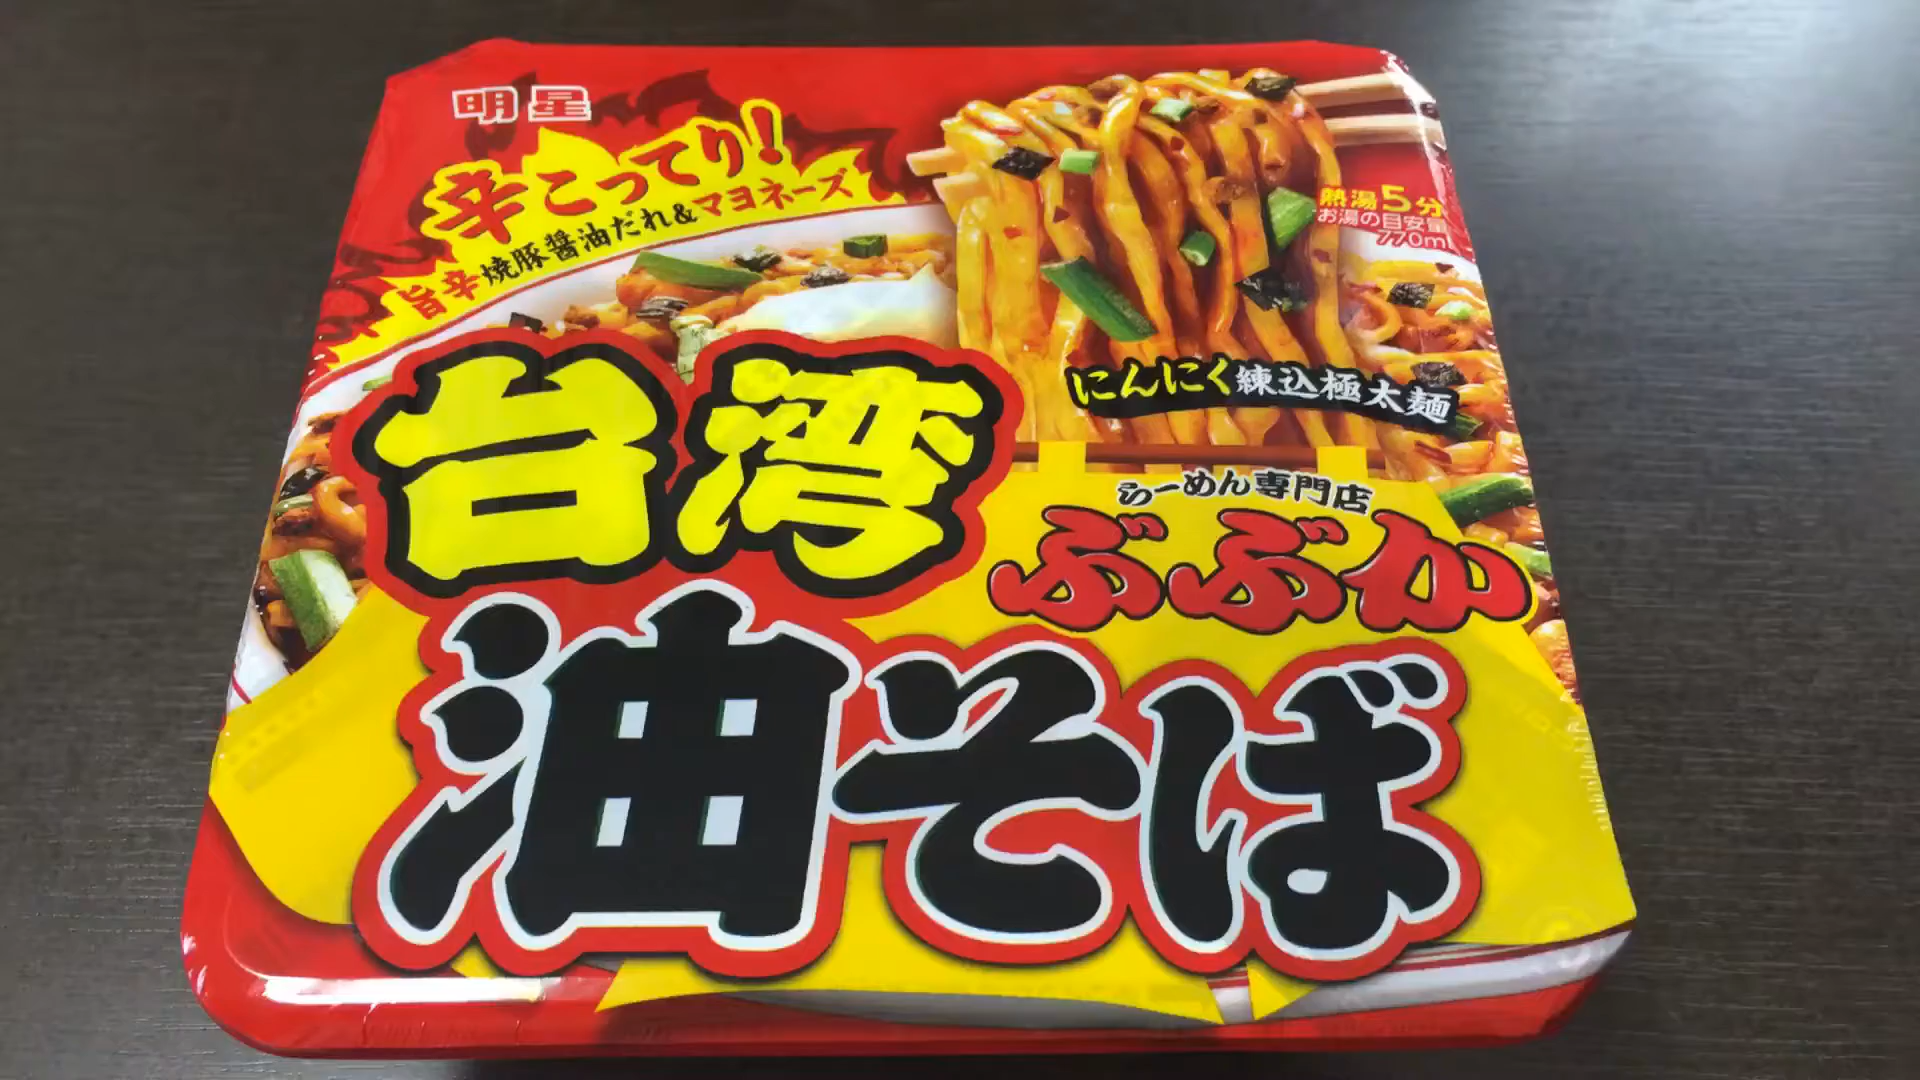 明星
辛こってり!
旨辛焼豚醤油だれ&マヨネーズ
熱湯5分
お湯の目安量
770ml
にんにく練込極太麺
らーめん専門店
ぶぶか
台湾
油そば